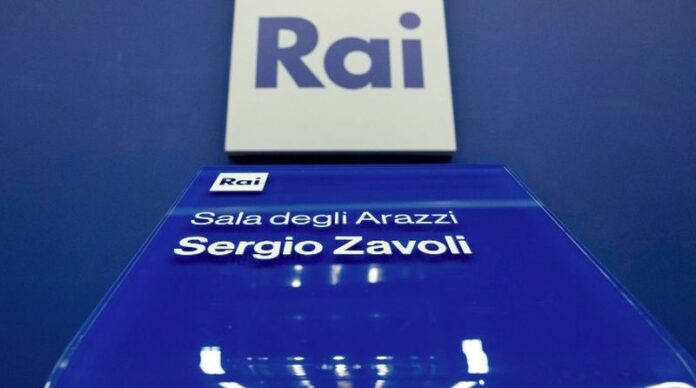 Rai
Rai
Sala degli Arazzi
Sergio Zavoli